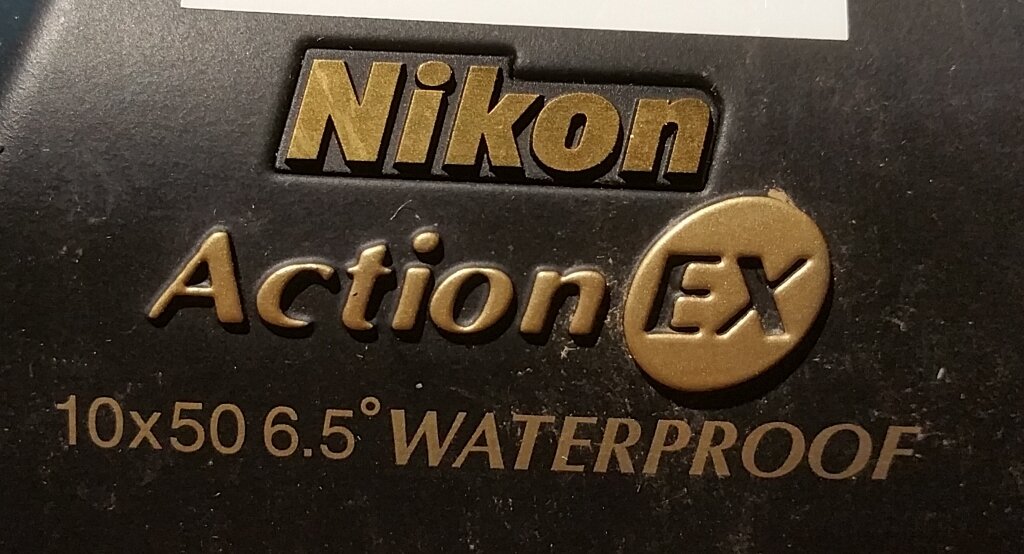 Nikon
Action EX
10x50 6.5° WATERPROOF